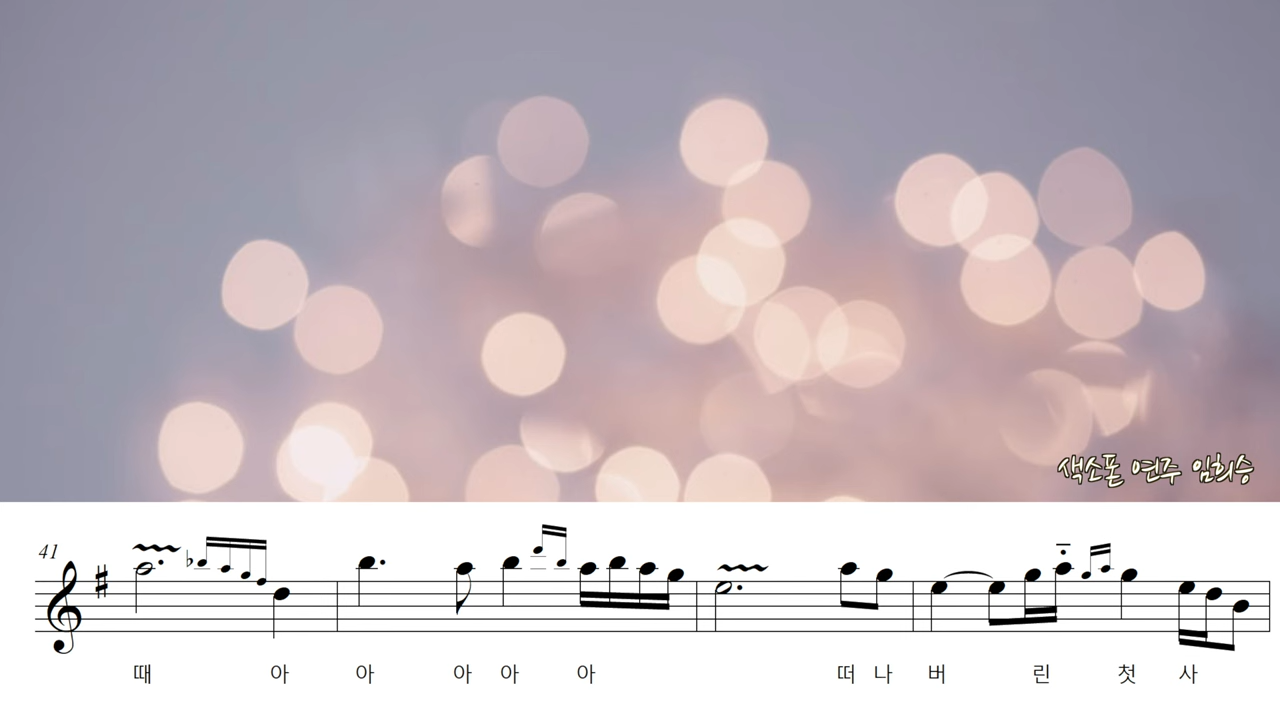 색소폰 연주 임희승
41
때 아 아 아 아 아 떠 나 버 린 첫 사